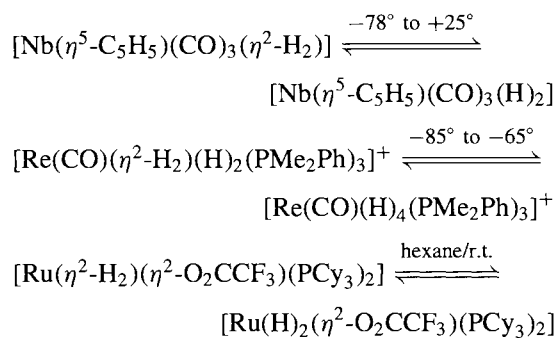 −78° to +25°
[Nb(η⁵-C₅H₅)(CO)₃(η²-H₂)] ⇌
[Nb(η⁵-C₅H₅)(CO)₃(H)₂]
−85° to −65°
[Re(CO)(η²-H₂)(H)₂(PMe₂Ph)₃]⁺ ⇌
[Re(CO)(H)₄(PMe₂Ph)₃]⁺
hexane/r.t.
[Ru(η²-H₂)(η²-O₂CCF₃)(PCy₃)₂] ⇌
[Ru(H)₂(η²-O₂CCF₃)(PCy₃)₂]